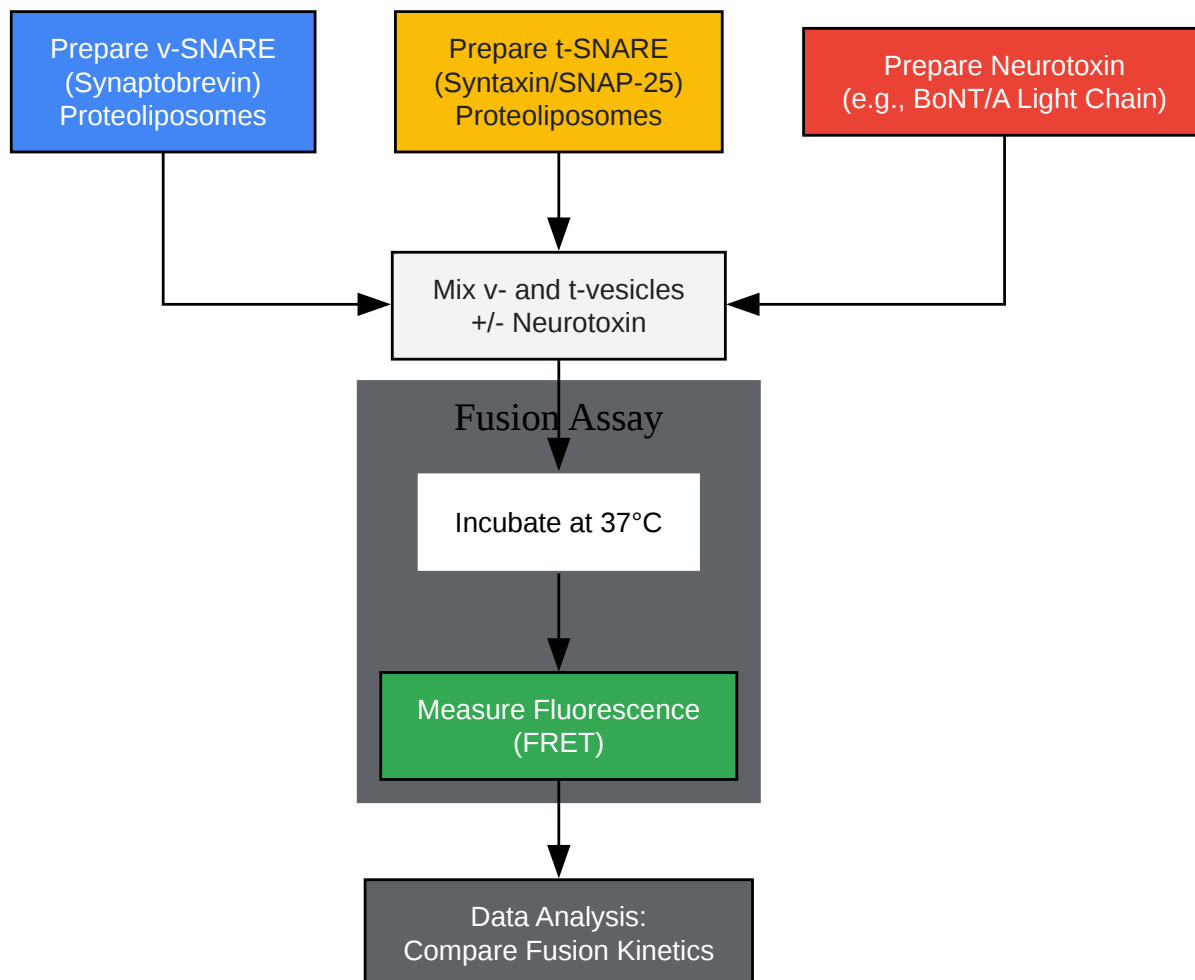 Prepare v-SNARE
(Synaptobrevin)
Proteoliposomes
Prepare t-SNARE
(Syntaxin/SNAP-25)
Proteoliposomes
Prepare Neurotoxin
(e.g., BoNT/A Light Chain)
Mix v- and t-vesicles
+/- Neurotoxin
Fusion Assay
Incubate at 37°C
Measure Fluorescence
(FRET)
Data Analysis:
Compare Fusion Kinetics